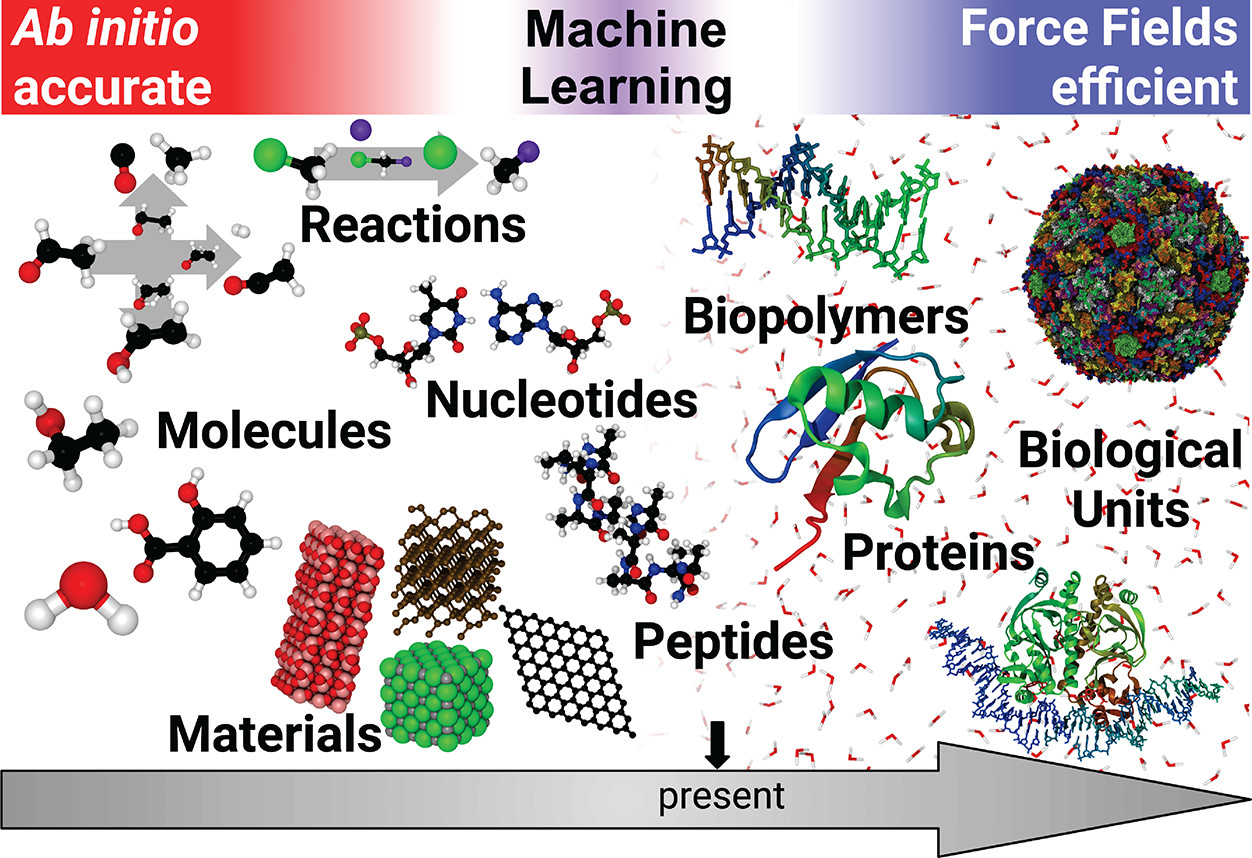 Ab initio
accurate
Machine
Learning
Force Fields
efficient
Reactions
Biopolymers
Nucleotides
Molecules
Biological
Units
Proteins
Peptides
Materials
present